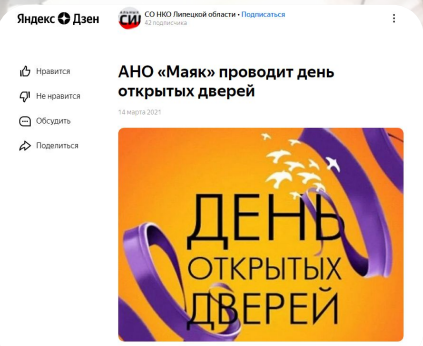 Яндекс Дзен
СО НКО Липецкой области • Подписаться
42 подписчика
СИ
Нравится
Не нравится
Обсудить
Поделиться
АНО «Маяк» проводит день
открытых дверей
14 марта 2021
ДЕНЬ
ОТКРЫТЫХ
ДВЕРЕЙ